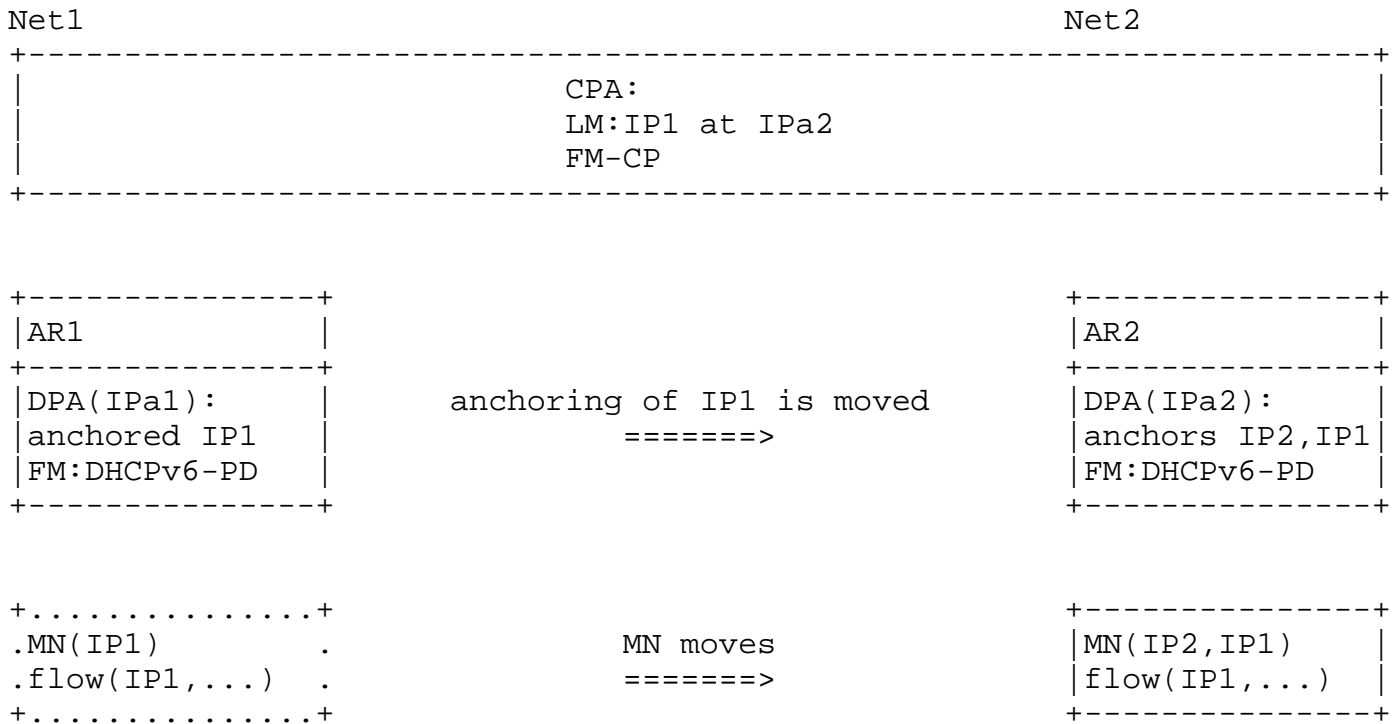 Net1 Net2
+-----------------------------------------------------------------------+
| CPA: |
| LM:IP1 at IPa2 |
| FM-CP |
+-----------------------------------------------------------------------+
+---------------+ +---------------+
|AR1 | |AR2 |
+---------------+ +---------------+
|DPA(IPa1): | anchoring of IP1 is moved |DPA(IPa2): |
|anchored IP1 | =======> |anchors IP2,IP1|
|FM:DHCPv6-PD | |FM:DHCPv6-PD |
+---------------+ +---------------+
+...............+ +---------------+
.MN(IP1) . MN moves |MN(IP2,IP1) |
.flow(IP1,...) . =======> |flow(IP1,...) |
+...............+ +---------------+